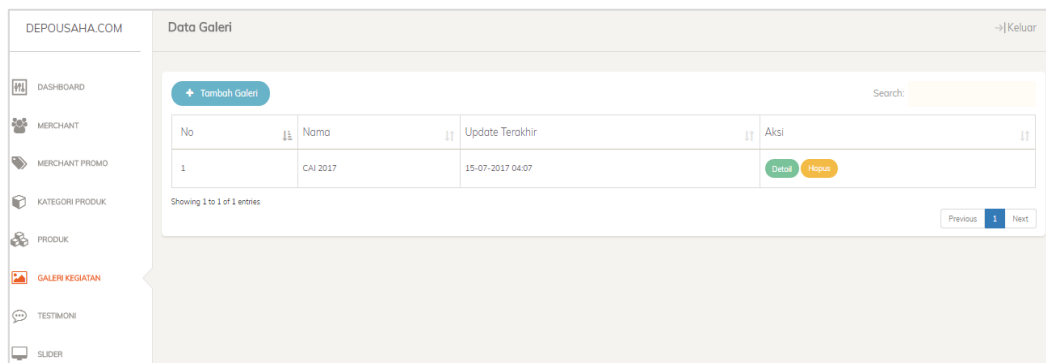 DEPOUSAHA.COM
Data Galeri
Keluar
DASHBOARD
MERCHANT
MERCHANT PROMO
KATEGORI PRODUK
PRODUK
GALERI KEGIATAN
TESTIMONI
SLIDER
+ Tambah Galeri
Search:
No Nama Update Terakhir Aksi
1 CAI 2017 15-07-2017 04:07 Detail Hapus
Showing 1 to 1 of 1 entries
Previous 1 Next